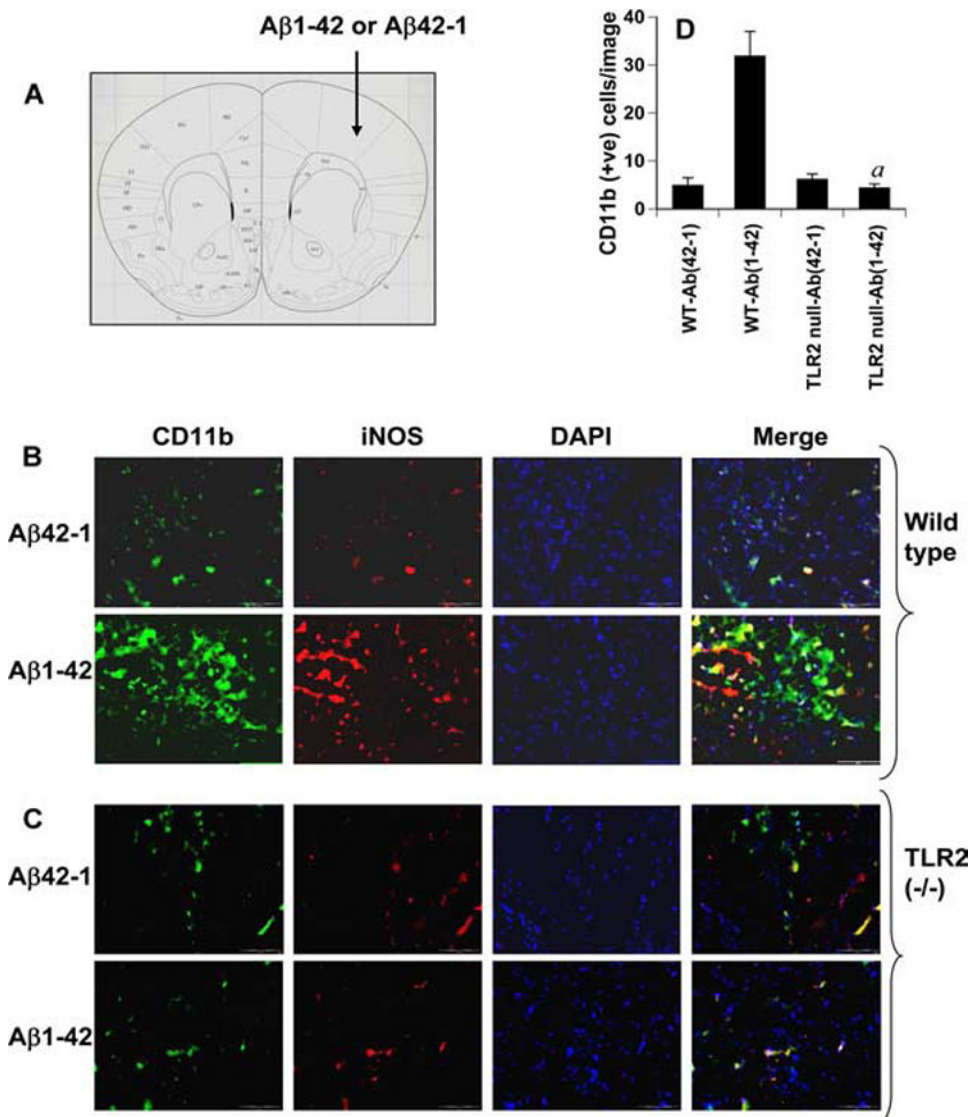 Aβ1-42 or Aβ42-1
A
D
CD11b (+ve) cells/image
40
30
20
10
0
a
WT-Ab(42-1)
WT-Ab(1-42)
TLR2 null-Ab(42-1)
TLR2 null-Ab(1-42)
CD11b iNOS DAPI Merge
B
Aβ42-1
Aβ1-42
Wild
type
C
Aβ42-1
Aβ1-42
TLR2
(-/-)